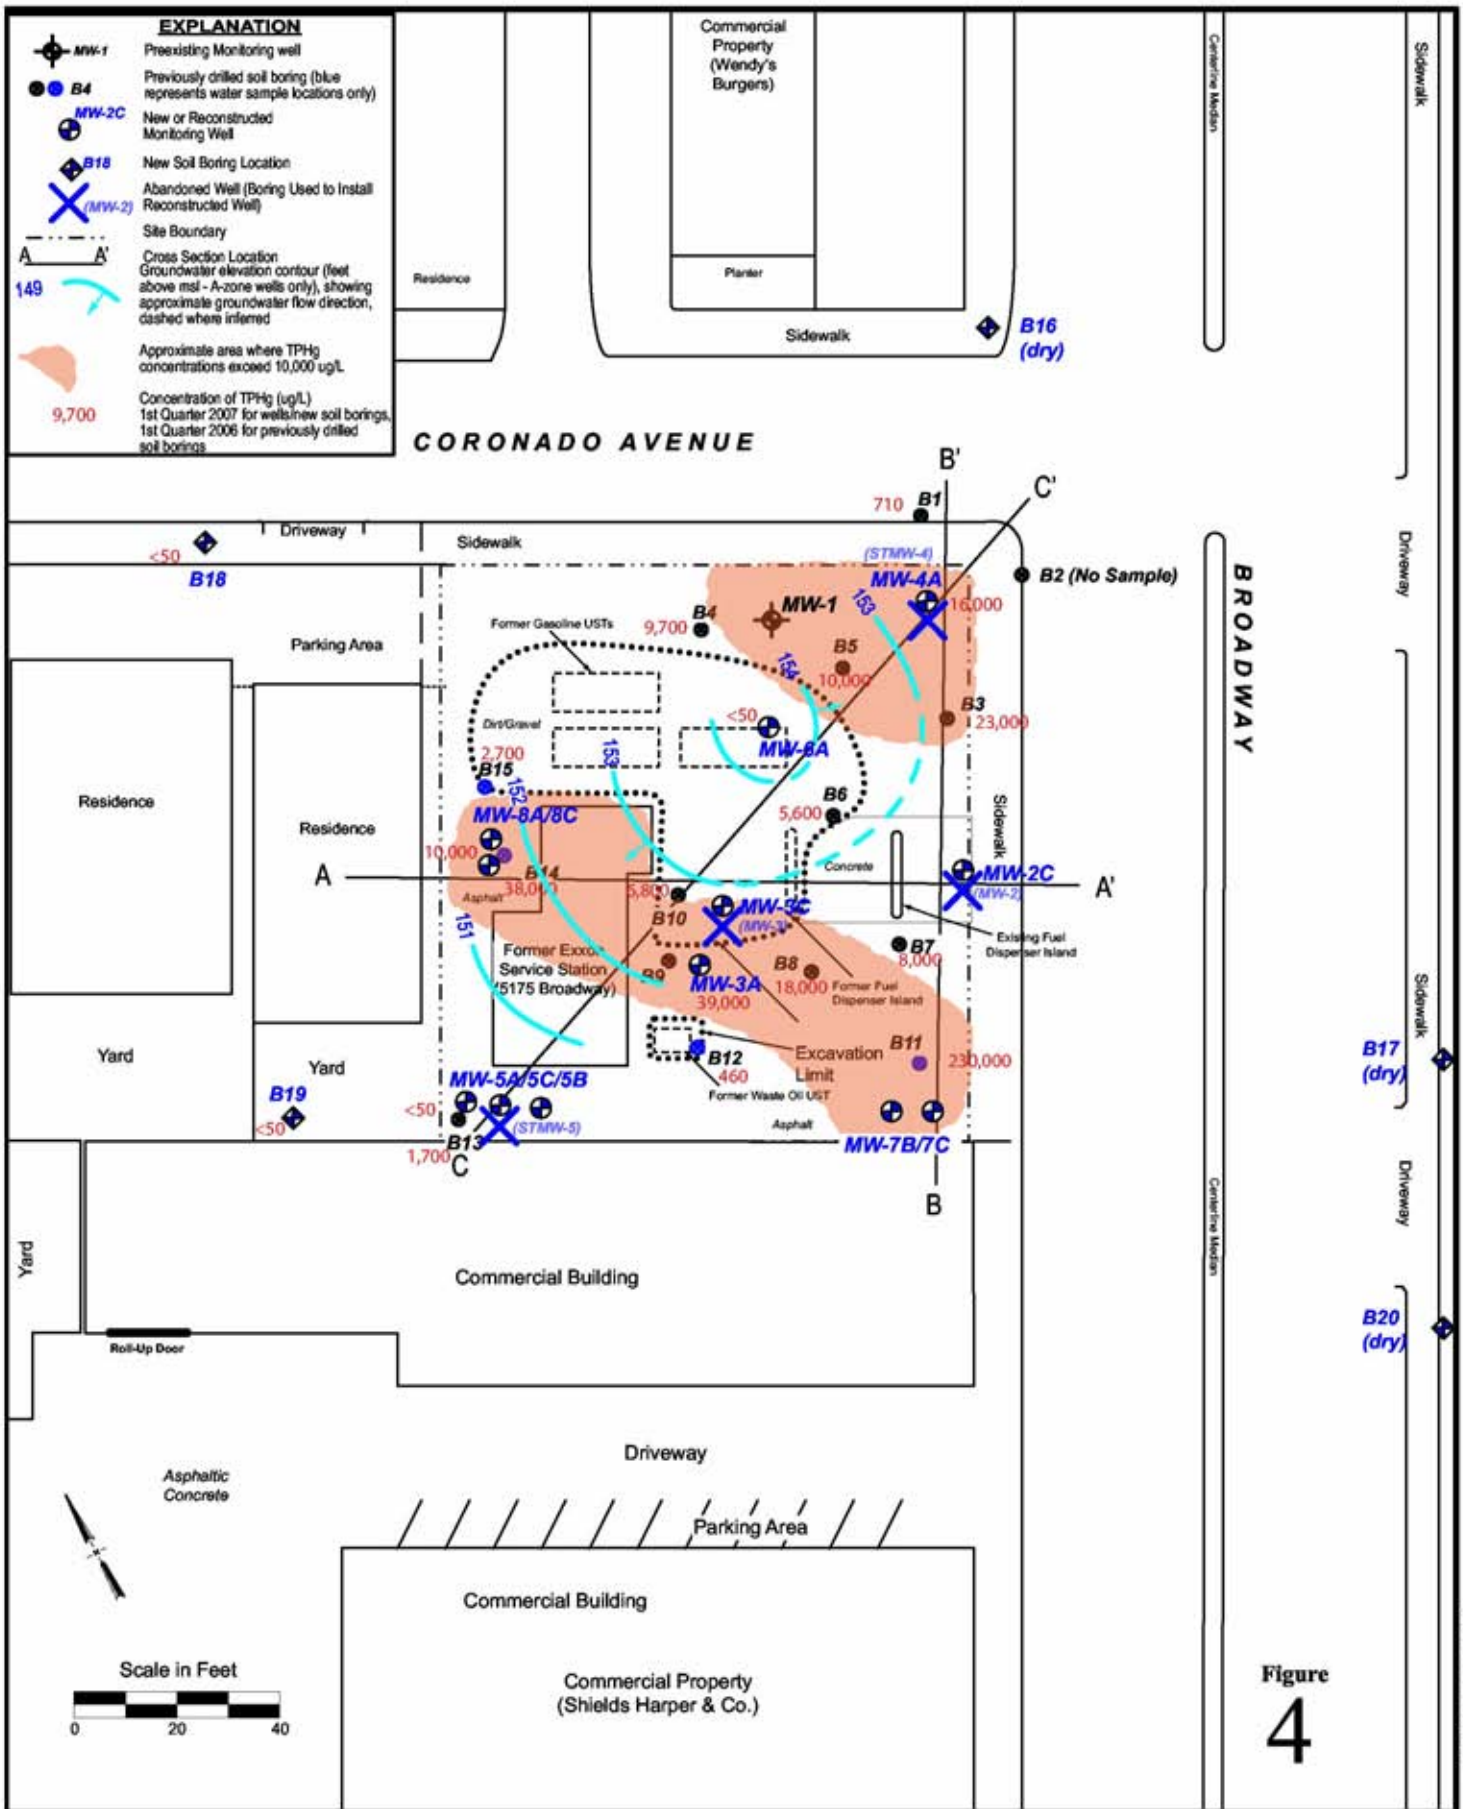 EXPLANATION
MW-1
Preexisting Monitoring well
B4
Previously drilled soil boring (blue
represents water sample locations only)
MW-2C
New or Reconstructed
Monitoring Well
B18
New Soil Boring Location
(MW-2)
Abandoned Well (Boring Used to Install
Reconstructed Well)
Site Boundary
A A'
Cross Section Location
149
Groundwater elevation contour (feet
above msl - A-zone wells only), showing
approximate groundwater flow direction,
dashed where inferred
Approximate area where TPHg
concentrations exceed 10,000 ug/L
9,700
Concentration of TPHg (ug/L)
1st Quarter 2007 for wells/new soil borings,
1st Quarter 2006 for previously drilled
soil borings
Commercial
Property
(Wendy's
Burgers)
Centerline Median
Sidewalk
Residence
Planter
Sidewalk
B16
(dry)
CORONADO AVENUE
B'
C'
710
B1
Driveway
Sidewalk
<50
B18
(STMW-4)
MW-4A
16,000
B2 (No Sample)
BROADWAY
Driveway
Parking Area
Former Gasoline USTs
B4
9,700
MW-1
153
B5
10,000
154
B3
23,000
<50
MW-6A
Dirt/Gravel
2,700
B15
153
152
Residence
Residence
MW-8A/8C
10,000
B14
38,000
B6
5,600
Sidewalk
Concrete
A
A'
Asphalt
5,800
B10
MW-3C
(MW-3)
MW-2C
(MW-2)
151
Former Exxon
Service Station
(5175 Broadway)
B9
MW-3A
39,000
B8
18,000
Former Fuel
Dispenser Island
B7
8,000
Existing Fuel
Dispenser Island
Sidewalk
Yard
Yard
B12
460
Excavation
Limit
B11
230,000
B17
(dry)
Former Waste Oil UST
B19
<50
MW-5A/5C/5B
<50
(STMW-5)
B13
1,700
C
Asphalt
MW-7B/7C
B
Driveway
Centerline Median
Yard
Commercial Building
Roll-Up Door
B20
(dry)
Driveway
Asphaltic
Concrete
Parking Area
Commercial Building
Scale in Feet
0 20 40
Commercial Property
(Shields Harper & Co.)
Figure
4